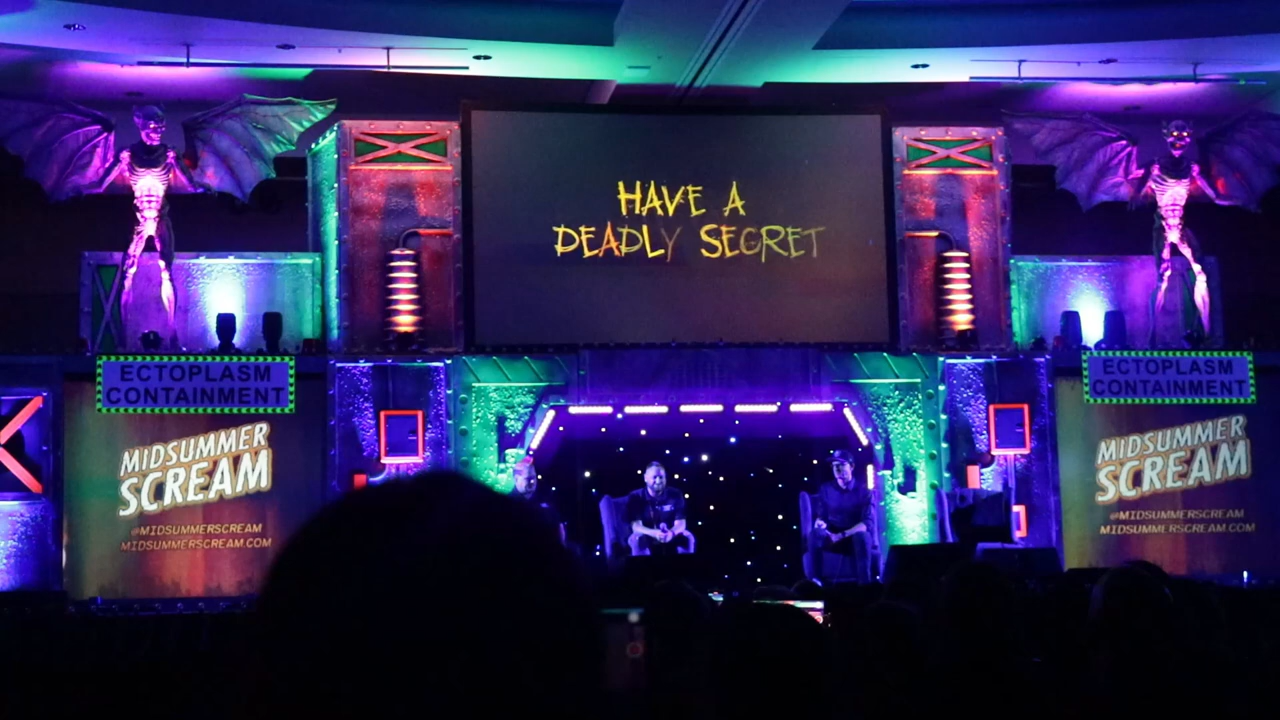 HAVE A
DEADLY SECRET
ECTOPLASM
CONTAINMENT
MIDSUMMER
SCREAM
@MIDSUMMERSCREAM
MIDSUMMERSCREAM.COM
ECTOPLASM
CONTAINMENT
MIDSUMMER
SCREAM
@MIDSUMMERSCREAM
MIDSUMMERSCREAM.COM